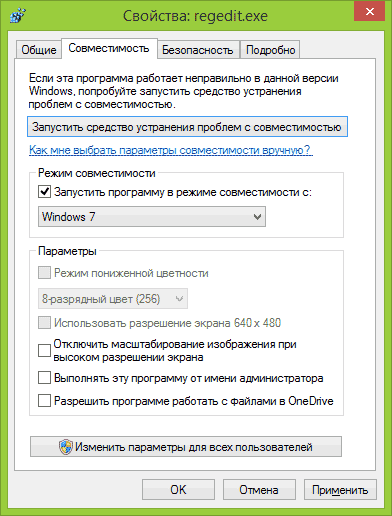 Свойства: regedit.exe
Общие Совместимость Безопасность Подробно
Если эта программа работает неправильно в данной версии
Windows, попробуйте запустить средство устранения
проблем с совместимостью.
Запустить средство устранения проблем с совместимостью
Как мне выбрать параметры совместимости вручную?
Режим совместимости
Запустить программу в режиме совместимости с:
Windows 7
Параметры
Режим пониженной цветности
8-разрядный цвет (256)
Использовать разрешение экрана 640 x 480
Отключить масштабирование изображения при
высоком разрешении экрана
Выполнять эту программу от имени администратора
Разрешить программе работать с файлами в OneDrive
Изменить параметры для всех пользователей
OK Отмена Применить